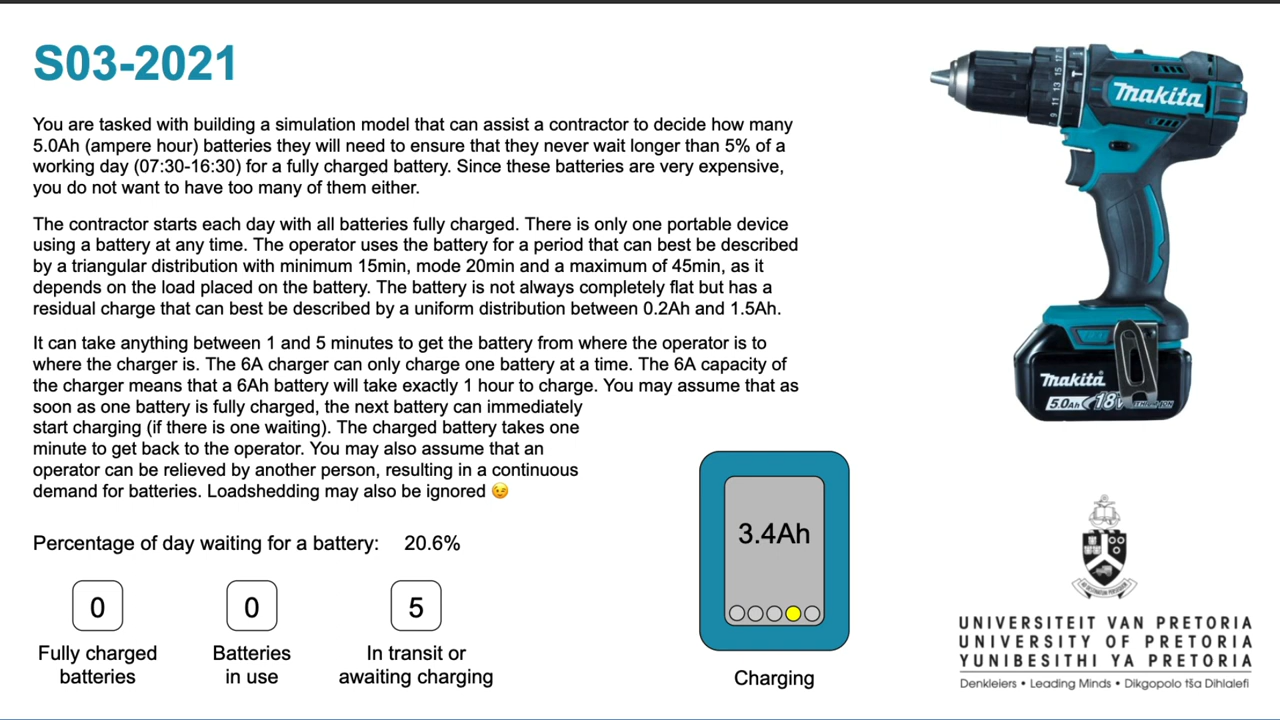 S03-2021
You are tasked with building a simulation model that can assist a contractor to decide how many
5.0Ah (ampere hour) batteries they will need to ensure that they never wait longer than 5% of a
working day (07:30-16:30) for a fully charged battery. Since these batteries are very expensive,
you do not want to have too many of them either.
The contractor starts each day with all batteries fully charged. There is only one portable device
using a battery at any time. The operator uses the battery for a period that can best be described
by a triangular distribution with minimum 15min, mode 20min and a maximum of 45min, as it
depends on the load placed on the battery. The battery is not always completely flat but has a
residual charge that can best be described by a uniform distribution between 0.2Ah and 1.5Ah.
It can take anything between 1 and 5 minutes to get the battery from where the operator is to
where the charger is. The 6A charger can only charge one battery at a time. The 6A capacity of
the charger means that a 6Ah battery will take exactly 1 hour to charge. You may assume that as
soon as one battery is fully charged, the next battery can immediately
start charging (if there is one waiting). The charged battery takes one
minute to get back to the operator. You may also assume that an
operator can be relieved by another person, resulting in a continuous
demand for batteries. Loadshedding may also be ignored 😉
Percentage of day waiting for a battery: 20.6%
0
0
5
Fully charged
batteries
Batteries
in use
In transit or
awaiting charging
3.4Ah
Charging
makita
9 11 13 15 17
makita
5.0Ah 18V
UNIVERSITEIT VAN PRETORIA
UNIVERSITY OF PRETORIA
YUNIBESITHI YA PRETORIA
Denkleiers • Leading Minds • Dikgopolo tša Dihlalefi